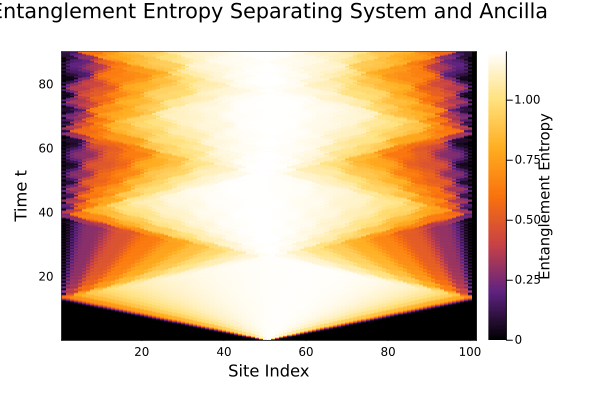 Entanglement Entropy Separating System and Ancilla
80
60
40
20
Time t
20 40 60 80 100
Site Index
1.00
0.75
0.50
0.25
0
Entanglement Entropy